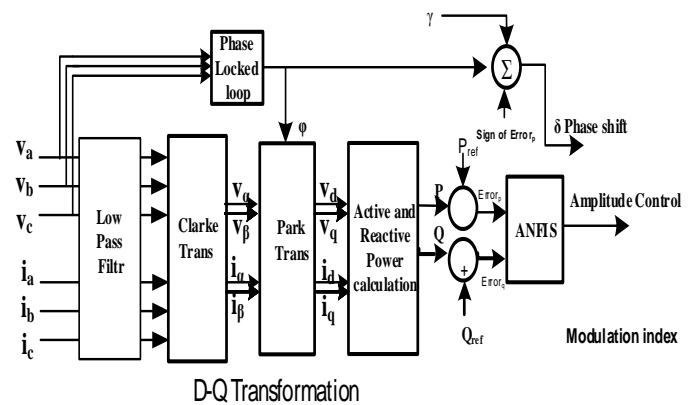 γ
Phase
Locked
loop
Σ
Sign of Error_p
δ Phase shift
φ
P_ref
v_a
v_b
v_c
i_a
i_b
i_c
Low
Pass
Filtr
Clarke
Trans
v_α
v_β
i_α
i_β
Park
Trans
v_d
v_q
i_d
i_q
Active and
Reactive
Power
calculation
P
Q
Error_p
+
Error_q
Q_ref
ANFIS
Amplitude Control
Modulation index
D-Q Transformation